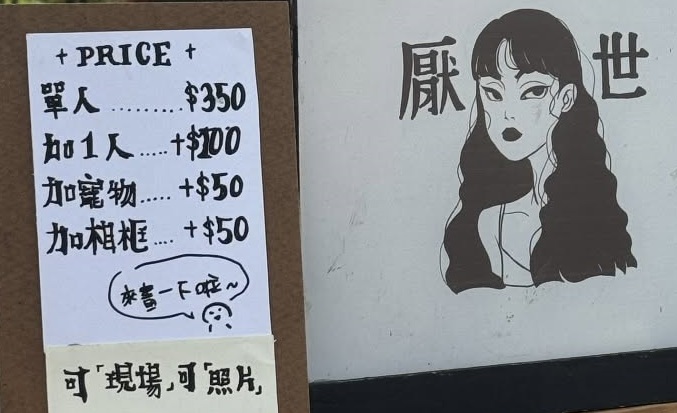 + PRICE +
單人 ........ $350
加1人 ..... +$100
加寵物 ..... +$50
加相框 .... +$50
來畫一下啦~
可「現場」可「照片」
厭世